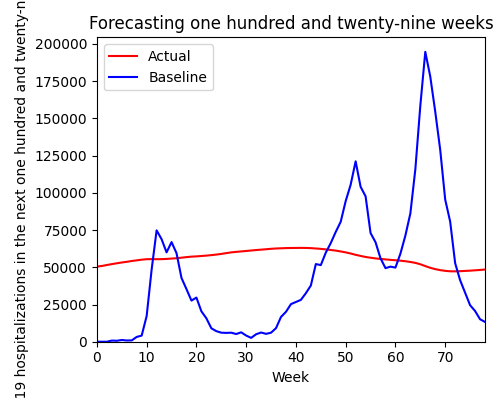 Forecasting one hundred and twenty-nine weeks
19 hospitalizations in the next one hundred and twenty-n
200000
175000
150000
125000
100000
75000
50000
25000
0
Actual
Baseline
0 10 20 30 40 50 60 70
Week